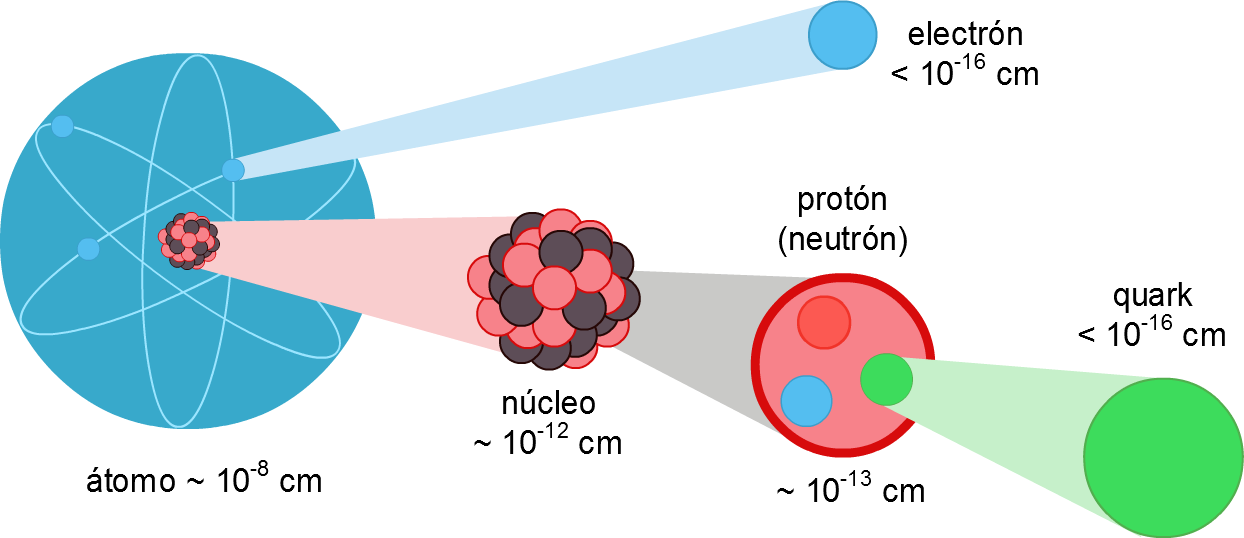 electrón
< 10⁻¹⁶ cm
protón
(neutrón)
quark
< 10⁻¹⁶ cm
núcleo
~ 10⁻¹² cm
átomo ~ 10⁻⁸ cm
~ 10⁻¹³ cm